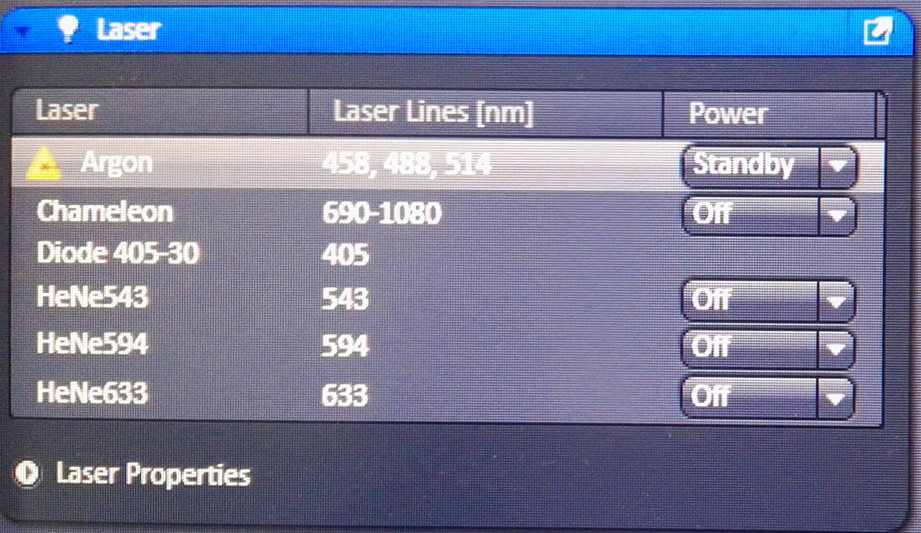 Laser
Laser Laser Lines [nm] Power
Argon 458, 488, 514 Standby
Chameleon 690-1080 Off
Diode 405-30 405
HeNe543 543 Off
HeNe594 594 Off
HeNe633 633 Off
Laser Properties